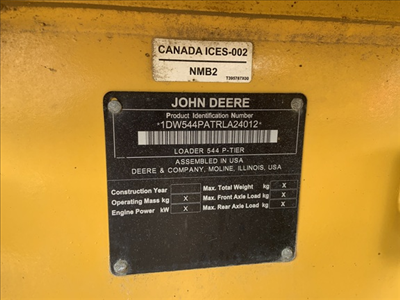 CANADA ICES-002
NMB2
JOHN DEERE
Product Identification Number
*1DW544PATRLA24012*
LOADER 544 P-TIER
ASSEMBLED IN USA
DEERE & COMPANY, MOLINE, ILLINOIS, USA
Construction Year Max. Total Weight kg X
Operating Mass kg X Max. Front Axle Load kg X
Engine Power kW X Max. Rear Axle Load kg X